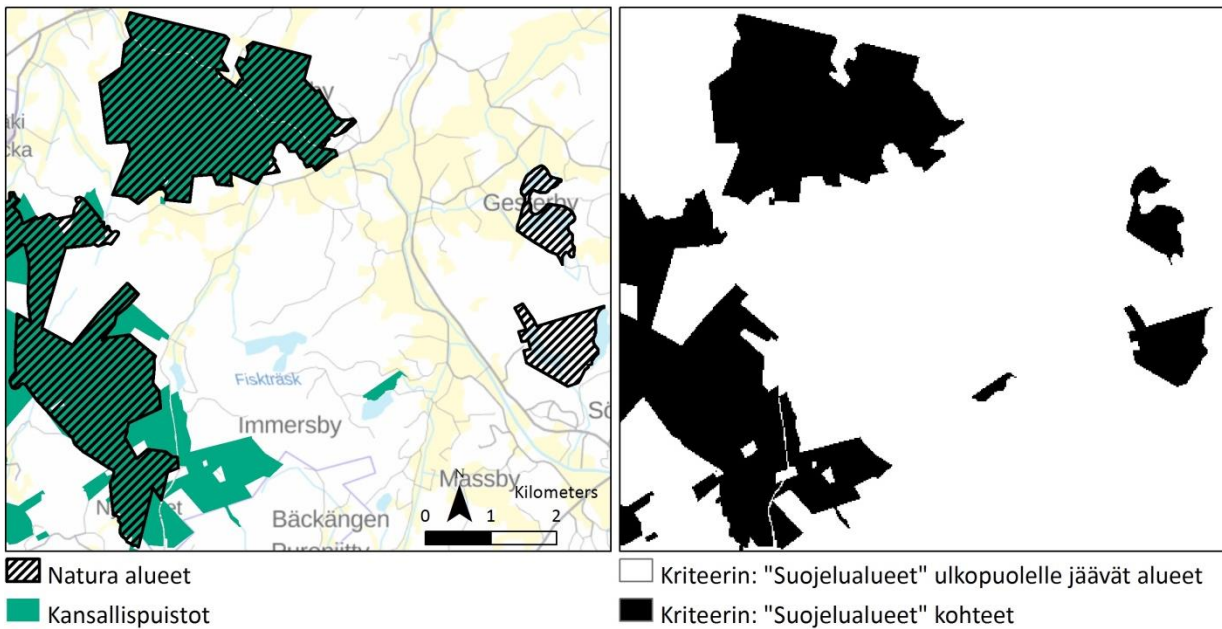 Gesterby
Fiskträsk
Immersby
Massby
N
Kilometers
0 1 2
Bäckängen
Natura alueet
Kansallispuistot
Kriteerin: "Suojelualueet" ulkopuolelle jäävät alueet
Kriteerin: "Suojelualueet" kohteet